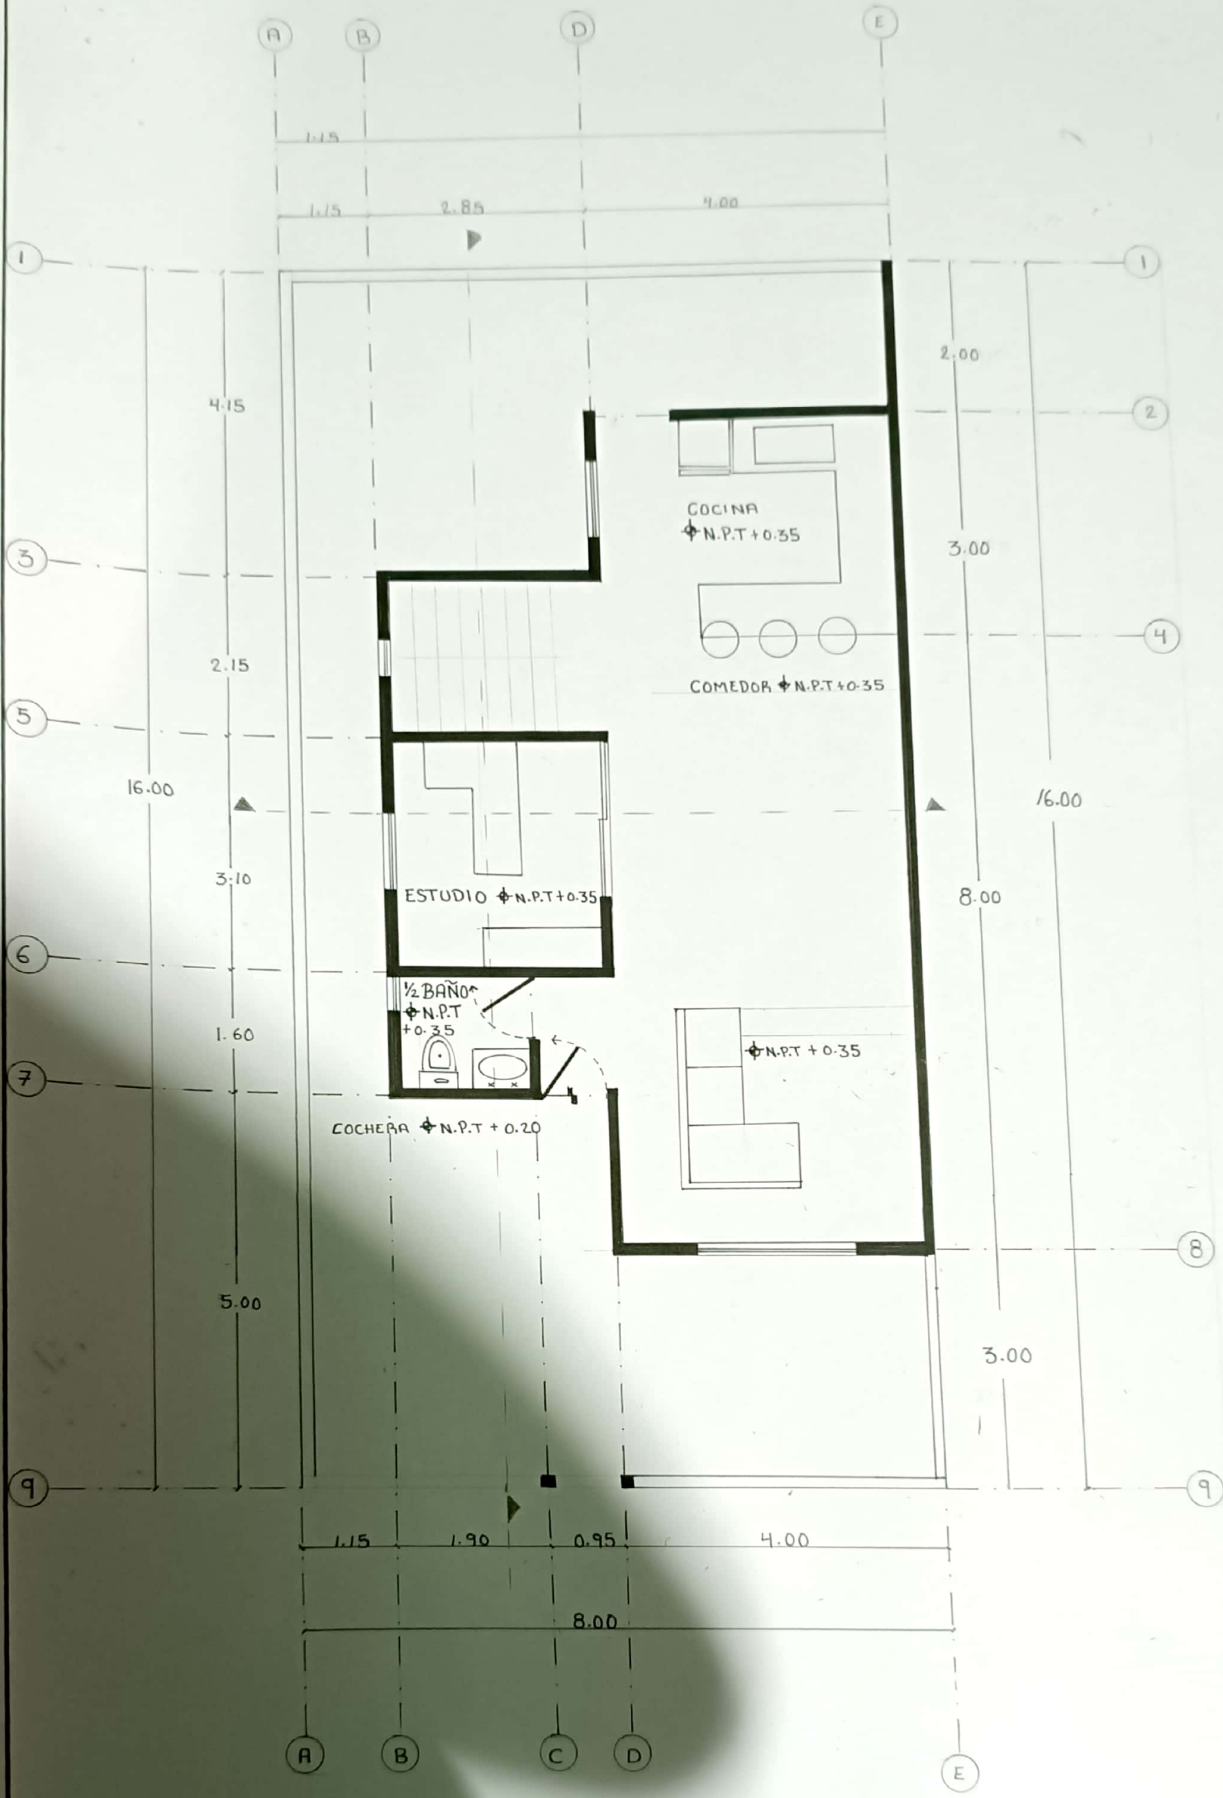 A B D E
1.15
1.15 2.85 4.00
1 1
2.00
4.15
2
COCINA
N.P.T +0.35
3
3.00
4
2.15
COMEDOR N.P.T +0.35
5
16.00
16.00
3.10
ESTUDIO N.P.T +0.35
8.00
6
1/2 BAÑO
N.P.T
+0.35
1.60
N.P.T + 0.35
7
COCHERA N.P.T + 0.20
8
5.00
3.00
9 9
1.15 1.90 0.95 4.00
8.00
A B C D E